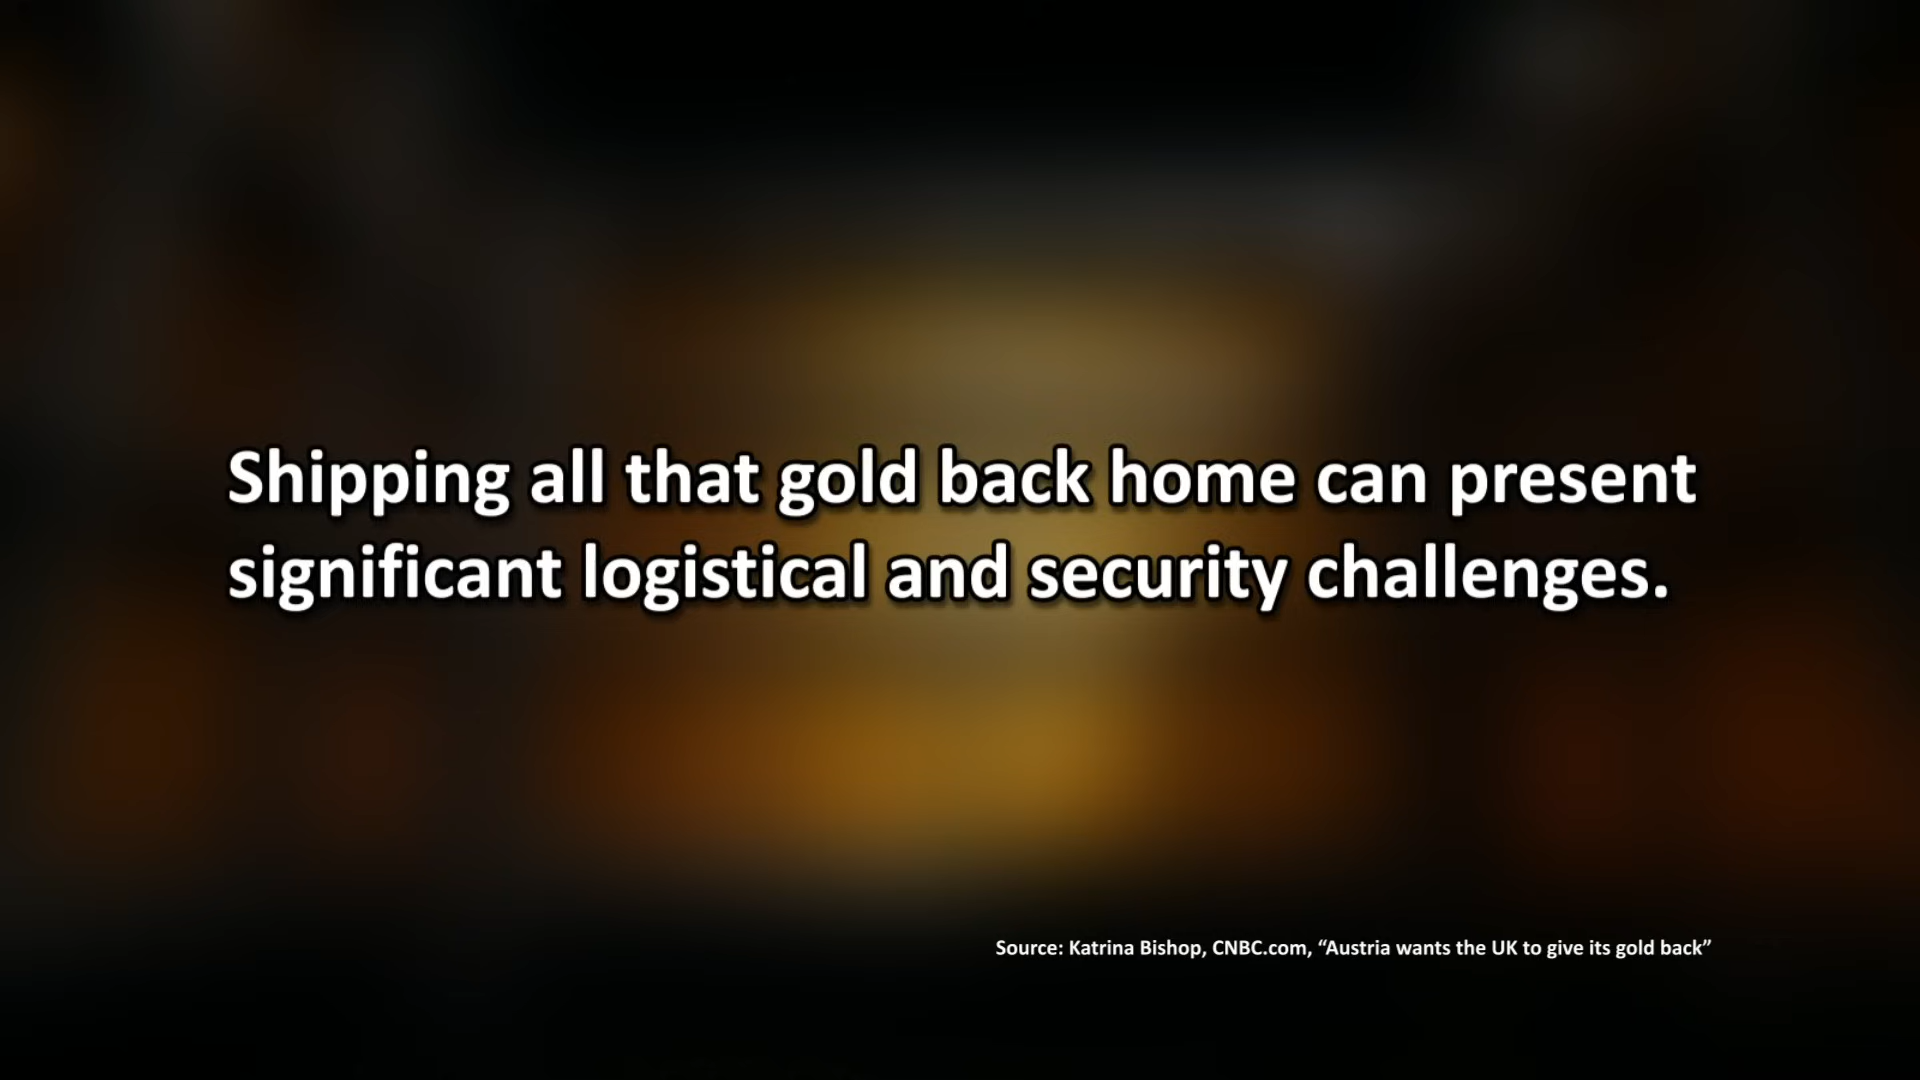 Shipping all that gold back home can present
significant logistical and security challenges.
Source: Katrina Bishop, CNBC.com, “Austria wants the UK to give its gold back”